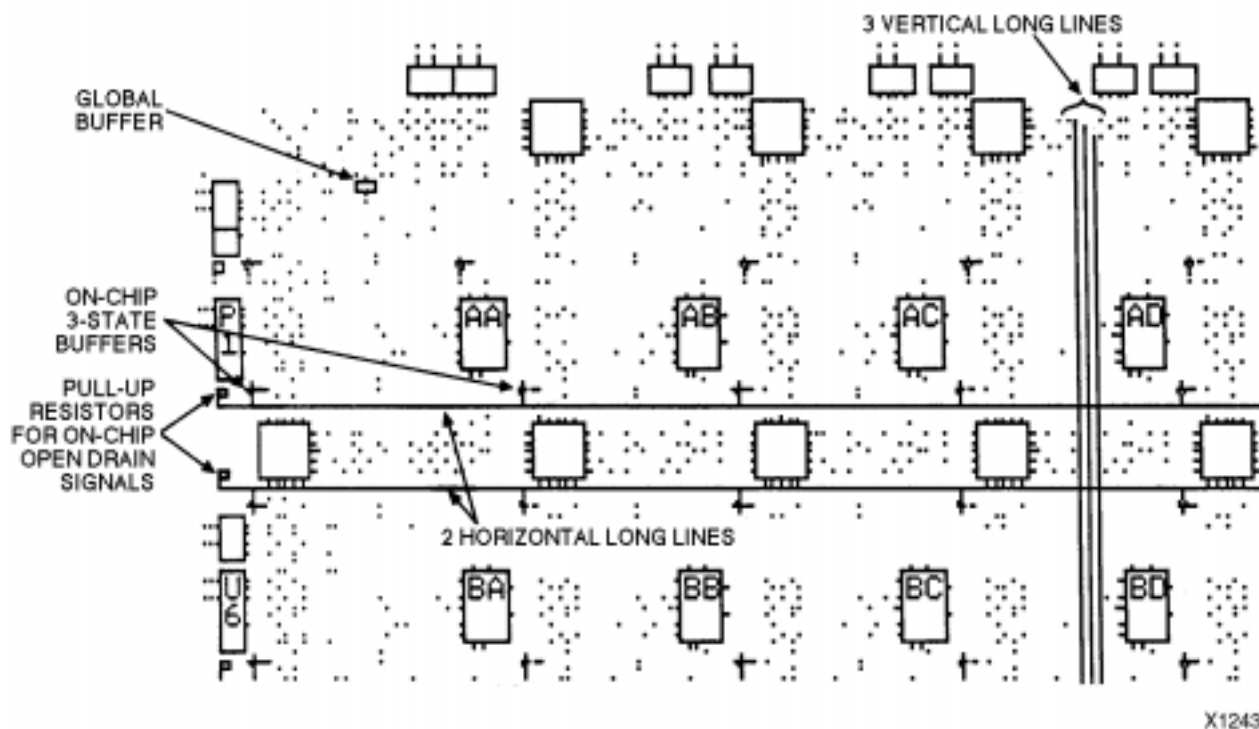 3 VERTICAL LONG LINES
GLOBAL
BUFFER
ON-CHIP
3-STATE
BUFFERS
P
1
AA
AB
AC
AD
PULL-UP
RESISTORS
FOR ON-CHIP
OPEN DRAIN
SIGNALS
2 HORIZONTAL LONG LINES
U
6
BA
BB
BC
BD
X1243